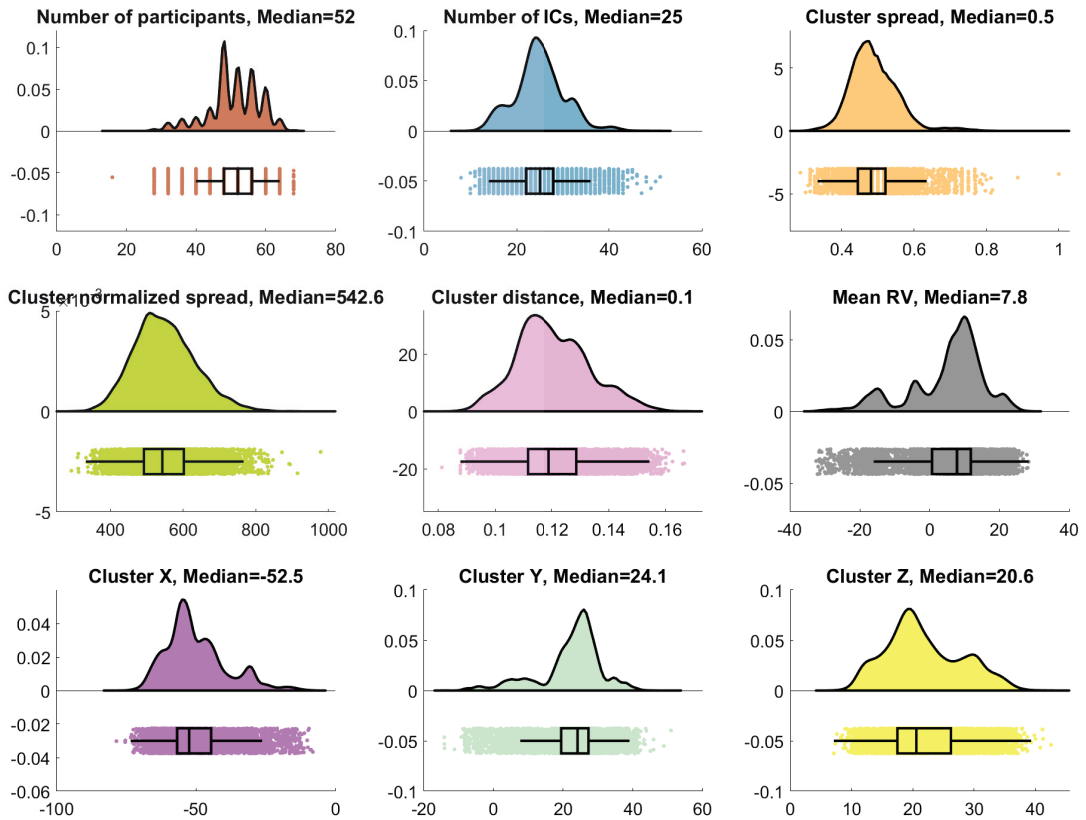 Number of participants, Median=52
0.1
0.05
0
-0.05
-0.1
0 20 40 60 80
Number of ICs, Median=25
0.1
0.05
0
-0.05
-0.1
0 20 40 60
Cluster spread, Median=0.5
5
0
-5
0.4 0.6 0.8 1
Cluster normalized spread, Median=542.6
×10-3
5
0
-5
400 600 800 1000
Cluster distance, Median=0.1
20
0
-20
0.08 0.1 0.12 0.14 0.16
Mean RV, Median=7.8
0.05
0
-0.05
-40 -20 0 20 40
Cluster X, Median=-52.5
0.04
0.02
0
-0.02
-0.04
-0.06
-100 -50 0
Cluster Y, Median=24.1
0.1
0.05
0
-0.05
-0.1
-20 0 20 40 60
Cluster Z, Median=20.6
0.1
0.05
0
-0.05
-0.1
0 10 20 30 40